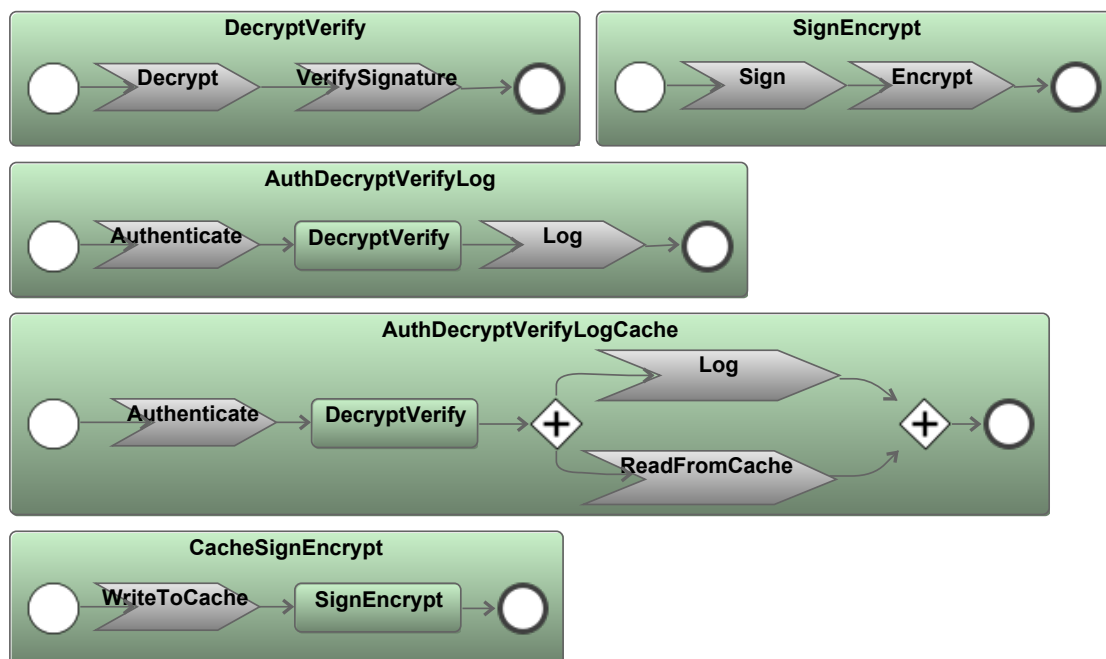 DecryptVerify
Decrypt
VerifySignature
SignEncrypt
Sign
Encrypt
AuthDecryptVerifyLog
Authenticate
DecryptVerify
Log
AuthDecryptVerifyLogCache
Authenticate
DecryptVerify
Log
ReadFromCache
CacheSignEncrypt
WriteToCache
SignEncrypt